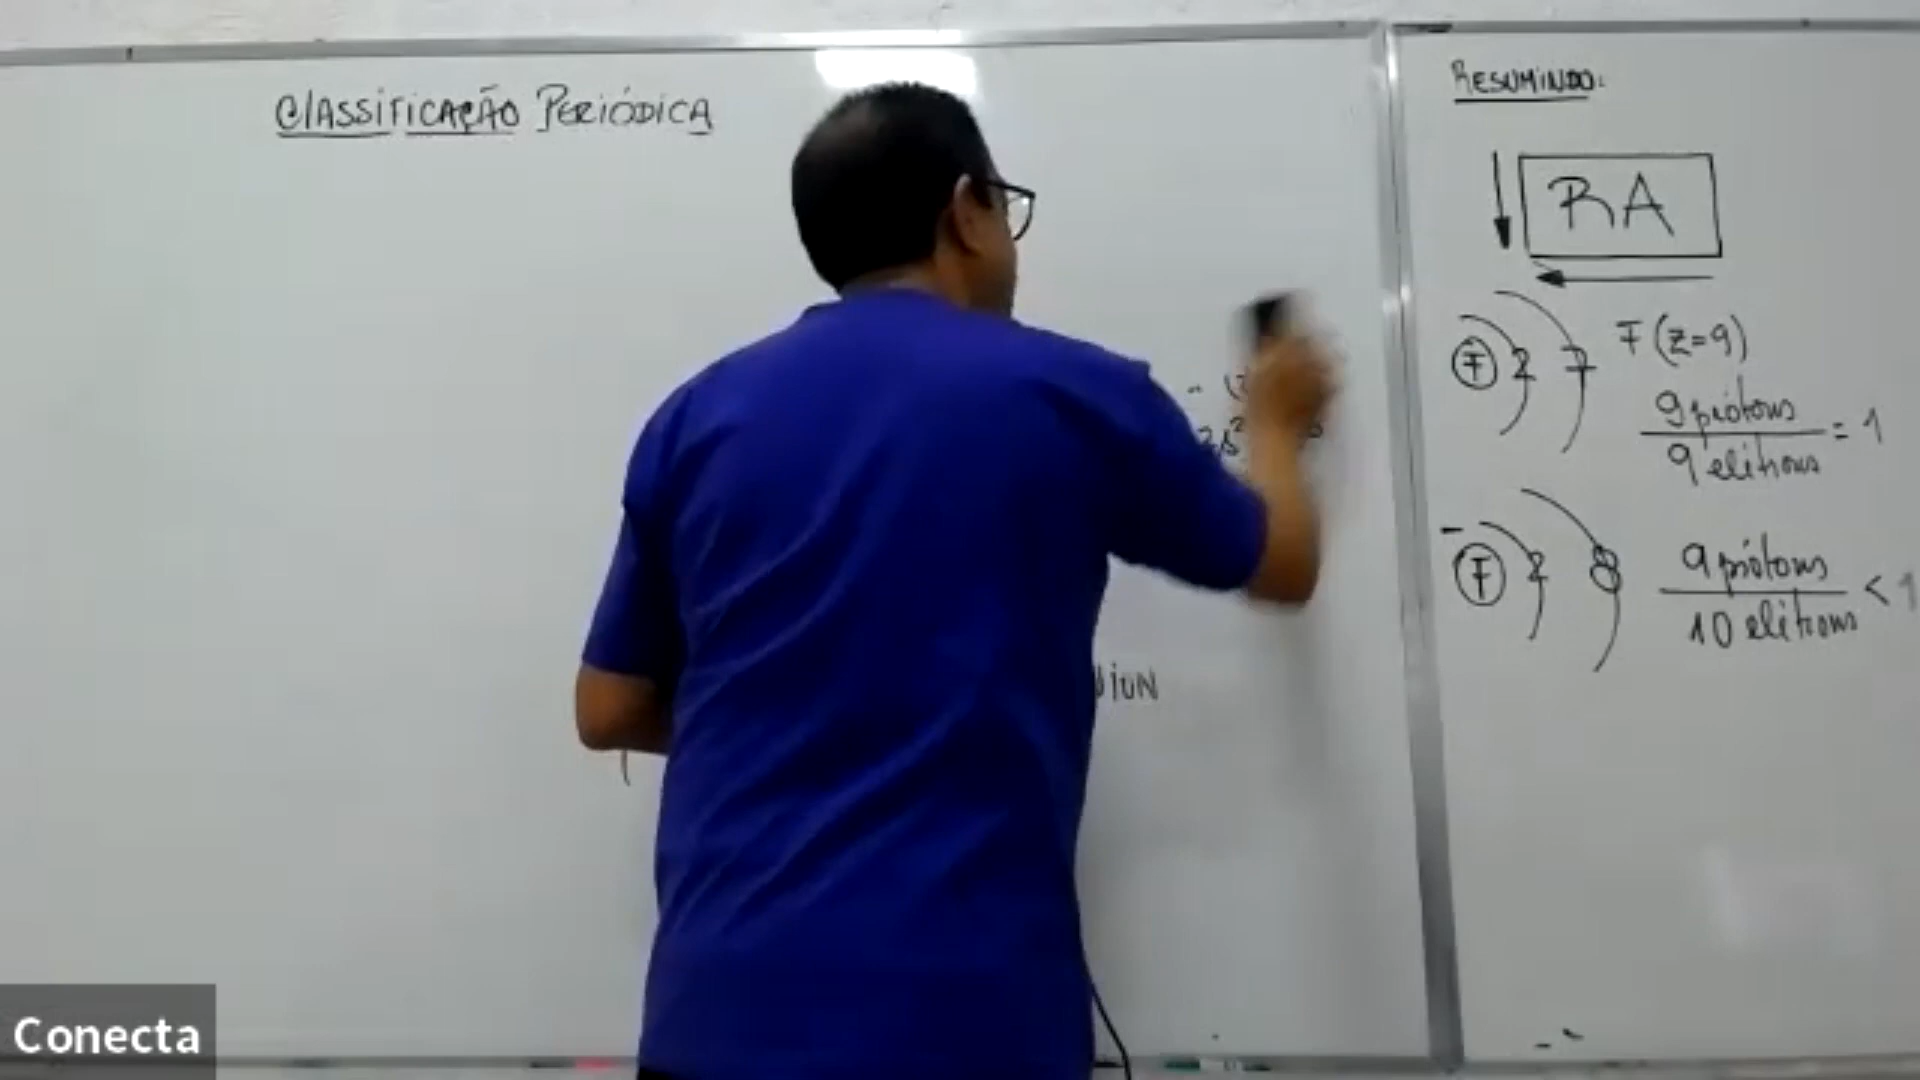 Classificação Periódica
Resumindo:
RA
F 2 7 F (Z=9)
9 prótons
9 elétrons = 1
- F 2 8
9 prótons
10 elétrons < 1
2s²
Conecta